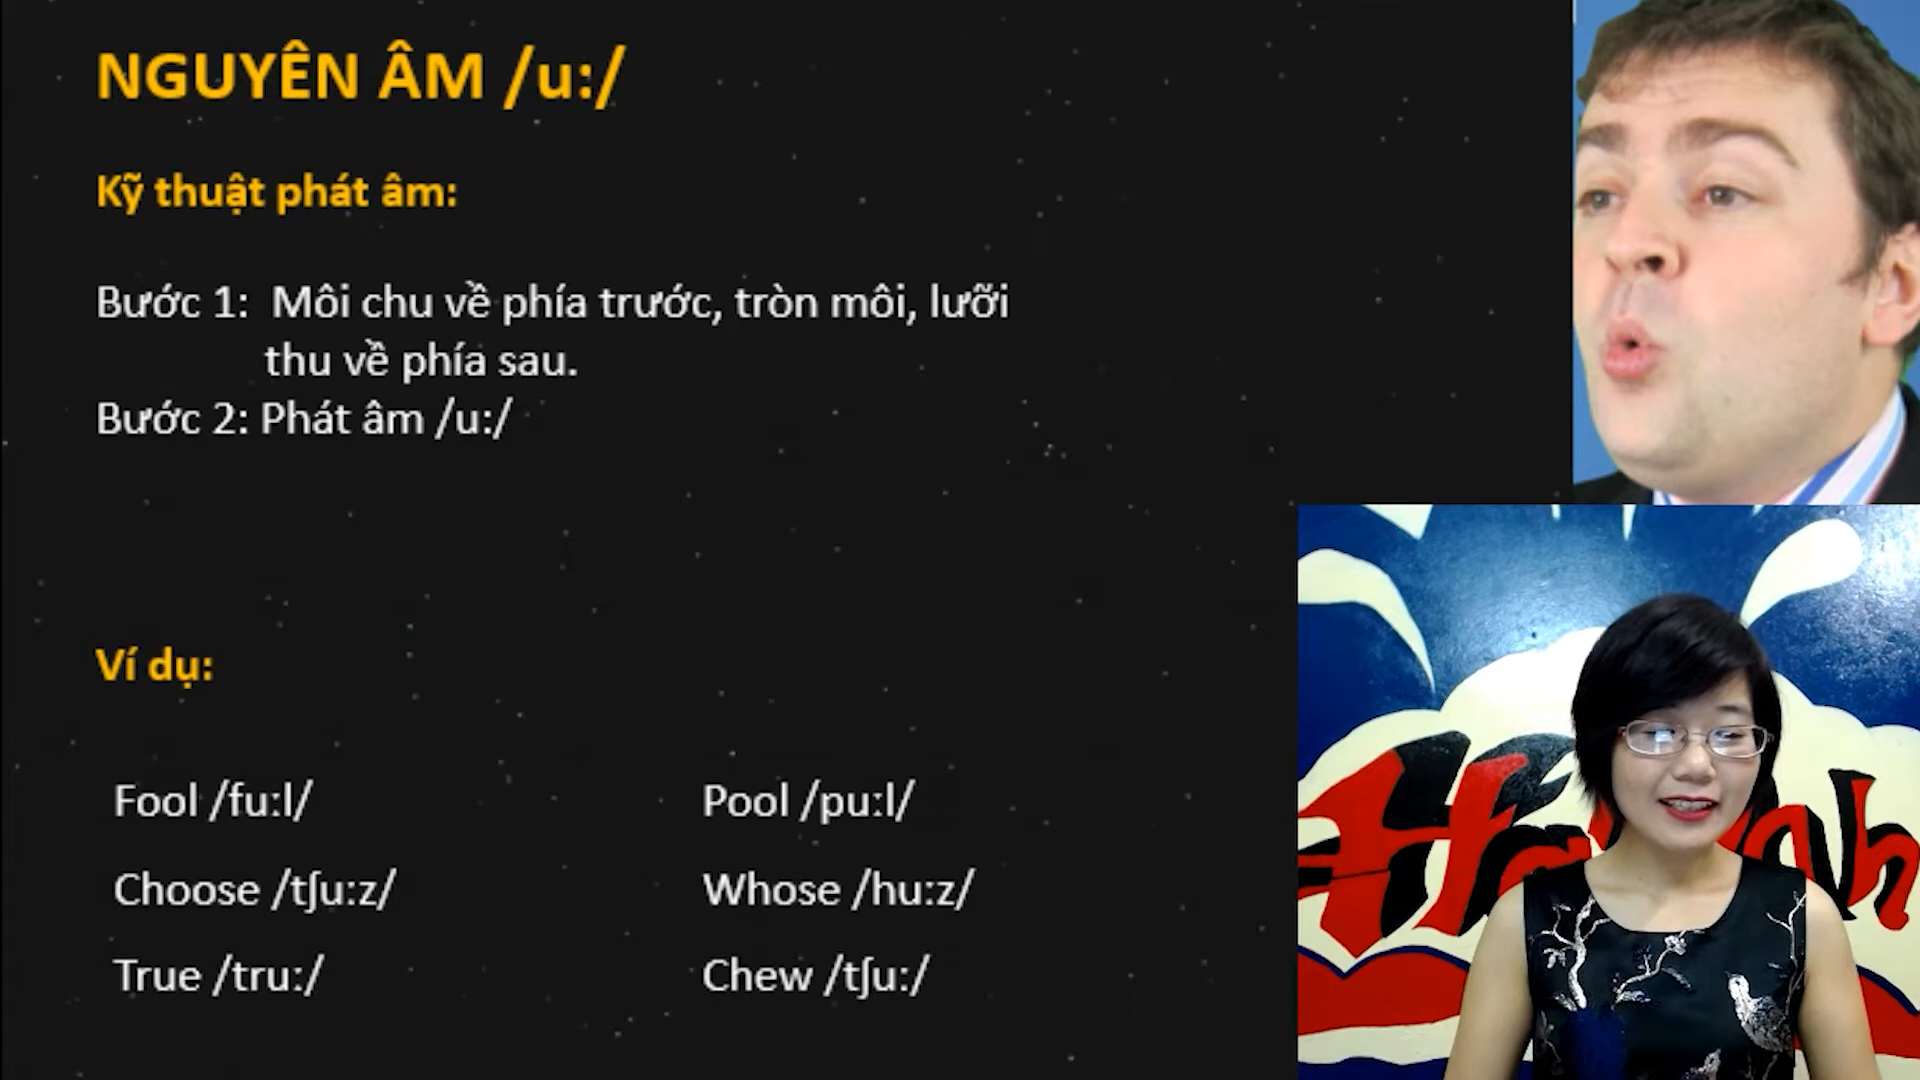 NGUYÊN ÂM /u:/
Kỹ thuật phát âm:
Bước 1: Môi chu về phía trước, tròn môi, lưỡi
thu về phía sau.
Bước 2: Phát âm /u:/
Ví dụ:
Fool /fu:l/
Pool /pu:l/
Choose /tʃu:z/
Whose /hu:z/
True /tru:/
Chew /tʃu:/